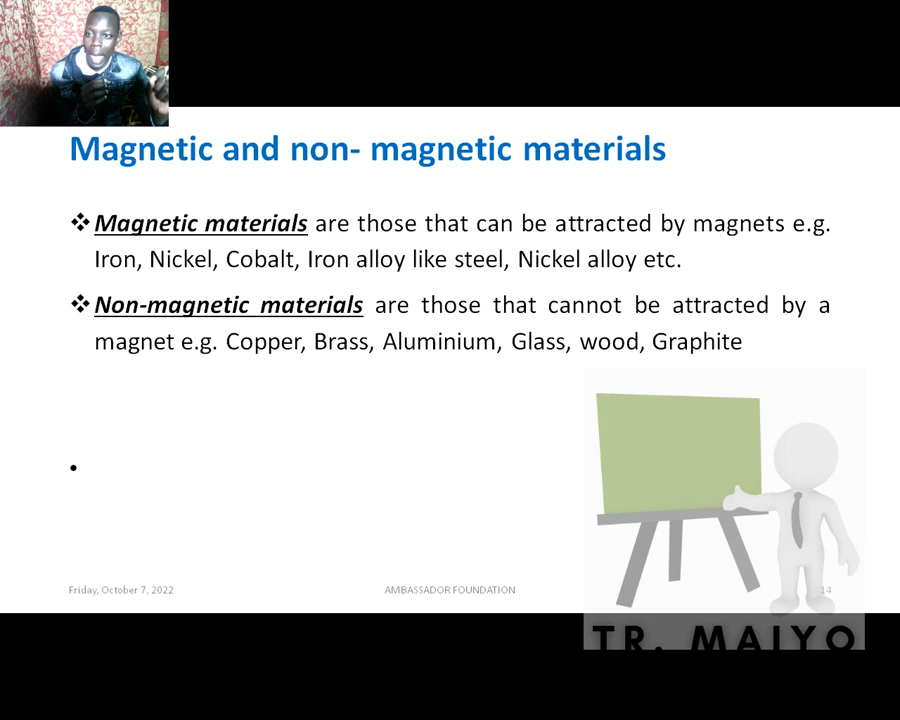 Magnetic and non- magnetic materials
❖Magnetic materials are those that can be attracted by magnets e.g.
Iron, Nickel, Cobalt, Iron alloy like steel, Nickel alloy etc.
❖Non-magnetic materials are those that cannot be attracted by a
magnet e.g. Copper, Brass, Aluminium, Glass, wood, Graphite
•
Friday, October 7, 2022
AMBASSADOR FOUNDATION
14
TR. MAIYO